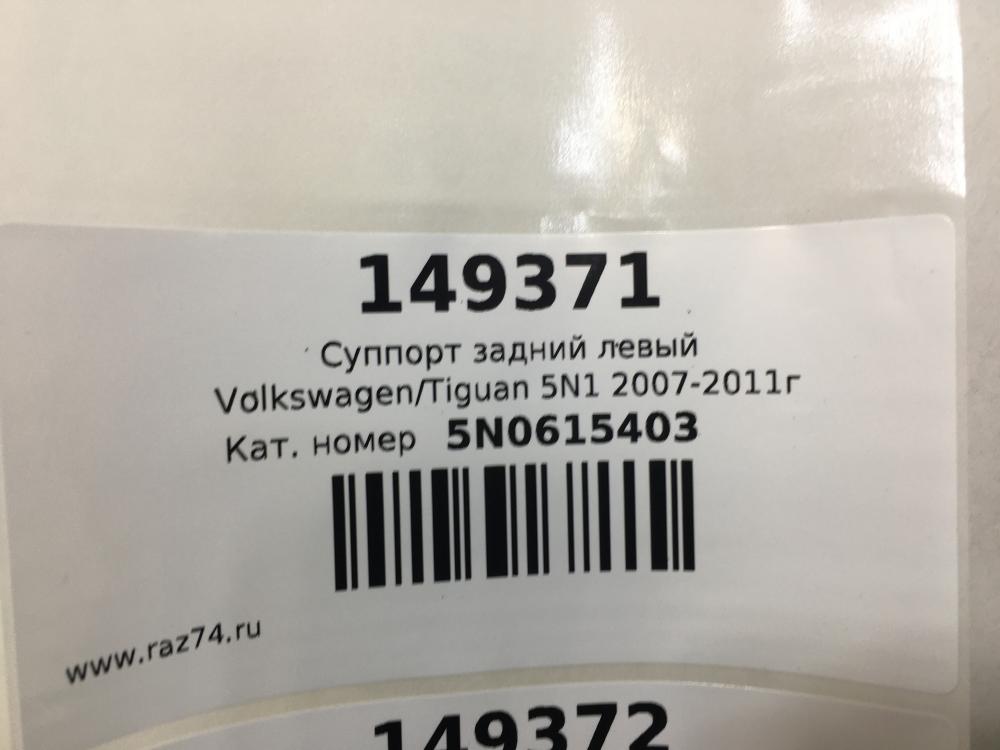 149371
Суппорт задний левый
Volkswagen/Tiguan 5N1 2007-2011г
Кат. номер 5N0615403
www.raz74.ru
149372